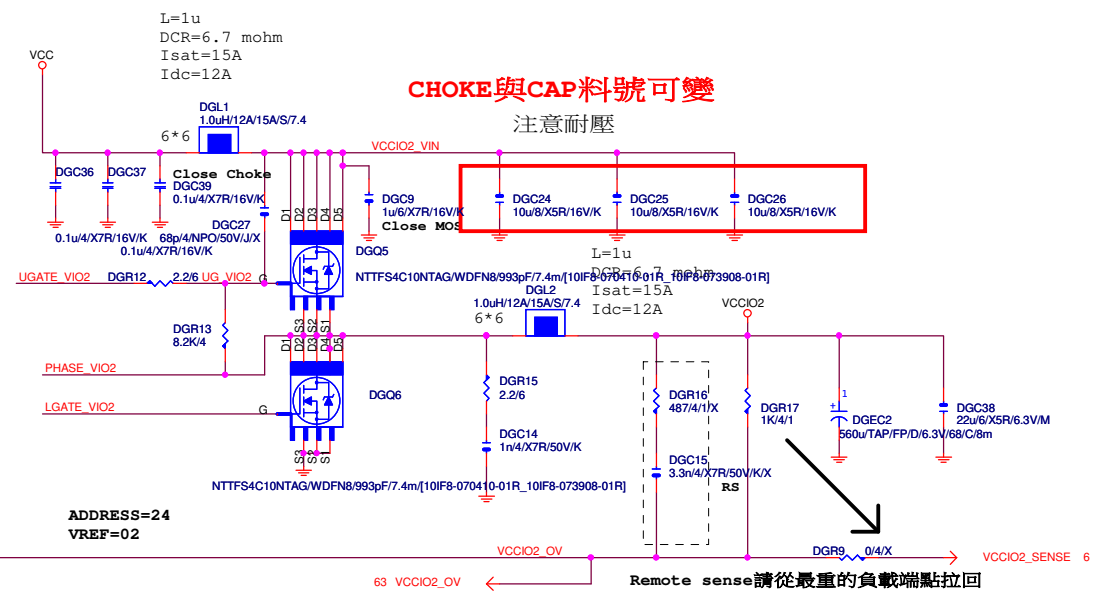 L=1u
DCR=6.7 mohm
Isat=15A
Idc=12A
VCC
CHOKE與CAP料號可變
注意耐壓
DGL1
1.0uH/12A/15A/S/7.4
6*6
VCCIO2_VIN
DGC36
DGC37
Close Choke
DGC39
0.1u/4/X7R/16V/K
DGC27
0.1u/4/X7R/16V/K
68p/4/NPO/50V/J/X
0.1u/4/X7R/16V/K
D1
D2
D3
D4
D5
DGC9
1u/6/X7R/16V/K
Close MOS
DGC24
10u/8/X5R/16V/K
DGC25
10u/8/X5R/16V/K
DGC26
10u/8/X5R/16V/K
DGQ5
NTTFS4C10NTAG/WDFN8/993pF/7.4m/[10IF8-070410-01R_10IF8-073908-01R]
UGATE_VIO2
DGR12
2.2/6
UG_VIO2
G
S3
S2
S1
L=1u
DCR=6.7 mohm
Isat=15A
Idc=12A
DGL2
1.0uH/12A/15A/S/7.4
6*6
VCCIO2
DGR13
8.2K/4
D1
D2
D3
D4
D5
PHASE_VIO2
LGATE_VIO2
G
DGQ6
S3
S2
S1
NTTFS4C10NTAG/WDFN8/993pF/7.4m/[10IF8-070410-01R_10IF8-073908-01R]
DGR15
2.2/6
DGC14
1n/4/X7R/50V/K
DGR16
487/4/1/X
DGC15
3.3n/4/X7R/50V/K/X
RS
DGR17
1K/4/1
1
+
DGEC2
560u/TAP/FP/D/6.3V/68/C/8m
DGC38
22u/6/X5R/6.3V/M
ADDRESS=24
VREF=02
VCCIO2_OV
DGR9
0/4/X
VCCIO2_SENSE 6
63 VCCIO2_OV
Remote sense請從最重的負載端點拉回